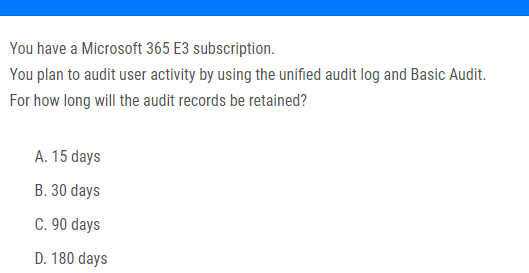 You have a Microsoft 365 E3 subscription.
You plan to audit user activity by using the unified audit log and Basic Audit.
For how long will the audit records be retained?
A. 15 days
B. 30 days
C. 90 days
D. 180 days